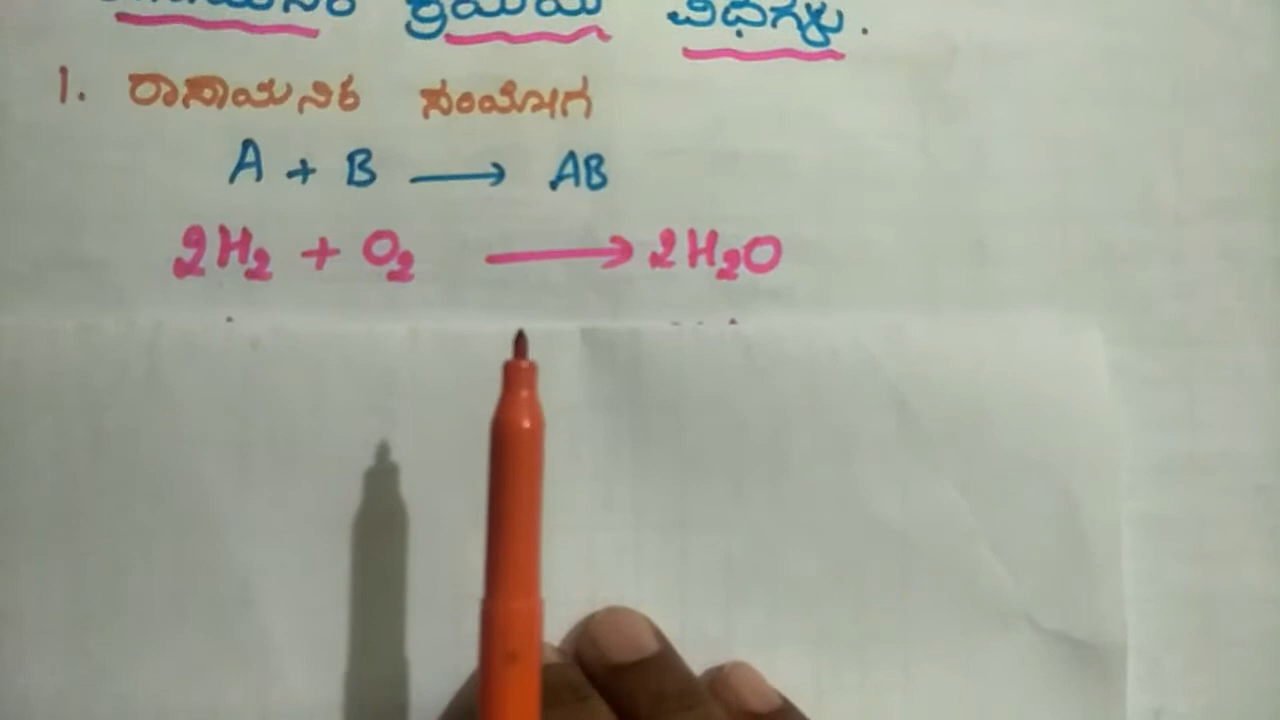 ವಿಧಗಳು.
1. ರಾಸಾಯನಿಕ ಸಂಯೋಗ
A + B ⟶ AB
2H₂ + O₂ ⟶ 2H₂O